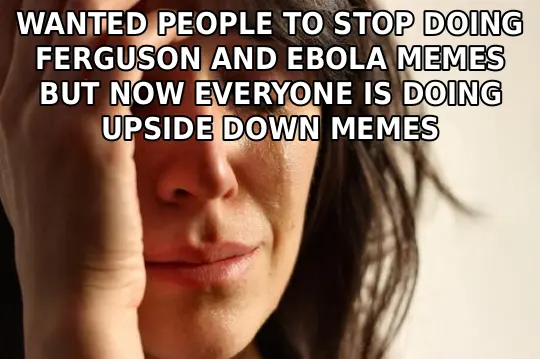 WANTED PEOPLE TO STOP DOING
FERGUSON AND EBOLA MEMES
BUT NOW EVERYONE IS DOING
UPSIDE DOWN MEMES